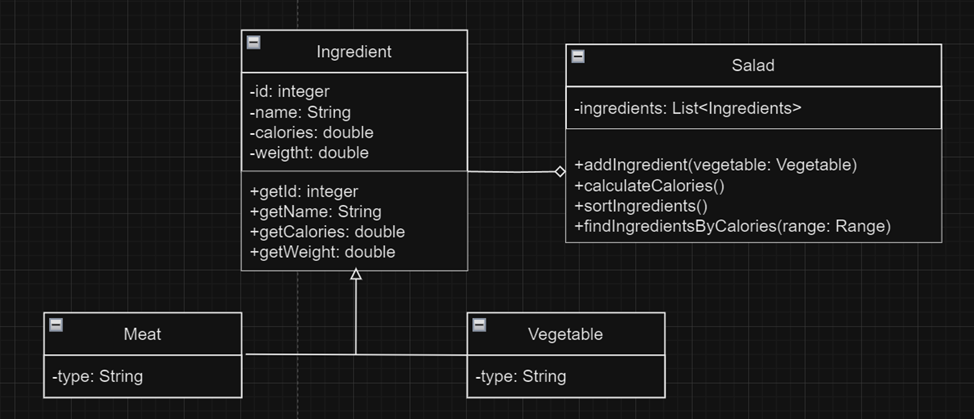 Ingredient
-id: integer
-name: String
-calories: double
-weigtht: double
+getId: integer
+getName: String
+getCalories: double
+getWeight: double
Salad
-ingredients: List<Ingredients>
+addIngredient(vegetable: Vegetable)
+calculateCalories()
+sortIngredients()
+findIngredientsByCalories(range: Range)
Meat
-type: String
Vegetable
-type: String